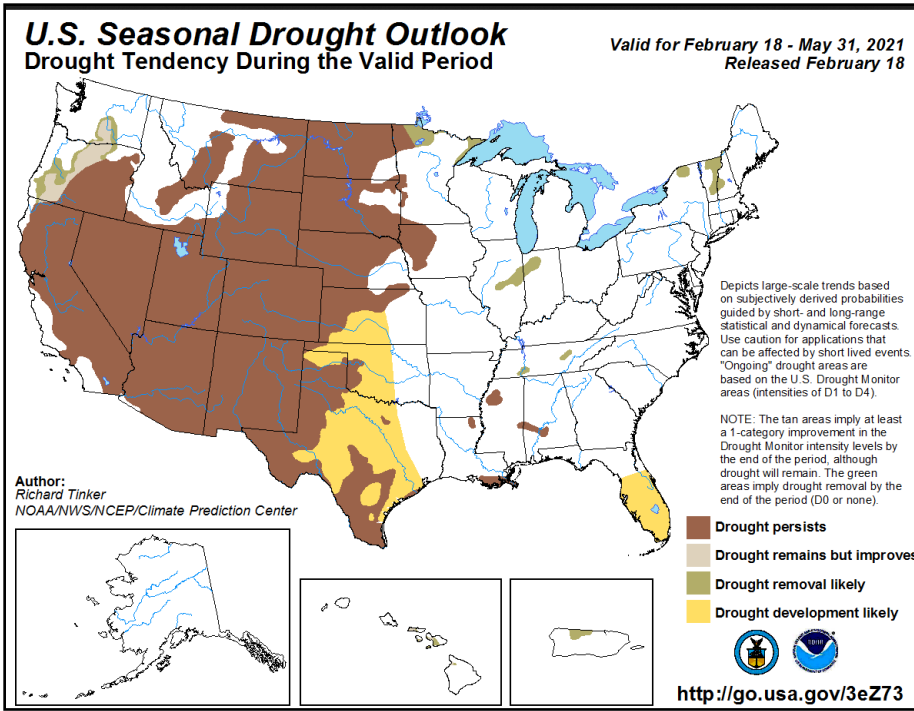 U.S. Seasonal Drought Outlook
Drought Tendency During the Valid Period
Valid for February 18 - May 31, 2021
Released February 18
Depicts large-scale trends based
on subjectively derived probabilities
guided by short- and long-range
statistical and dynamical forecasts.
Use caution for applications that
can be affected by short lived events.
"Ongoing" drought areas are
based on the U.S. Drought Monitor
areas (intensities of D1 to D4).
NOTE: The tan areas imply at least
a 1-category improvement in the
Drought Monitor intensity levels by
the end of the period, although
drought will remain. The green
areas imply drought removal by the
end of the period (D0 or none).
Author:
Richard Tinker
NOAA/NWS/NCEP/Climate Prediction Center
Drought persists
Drought remains but improves
Drought removal likely
Drought development likely
http://go.usa.gov/3eZ73